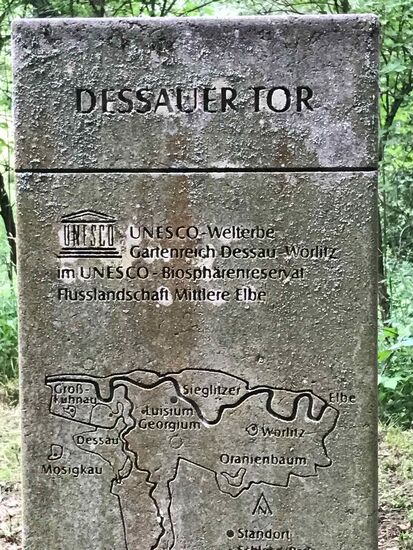 DESSAUER TOR
UNESCO
UNESCO-Welterbe
Gartenreich Dessau-Wörlitz
im UNESCO-Biosphärenreservat
Flusslandschaft Mittlere Elbe
Groß-
kühnau
Sieglitzer
Elbe
Luisium
Georgium
Wörlitz
Dessau
Mosigkau
Oranienbaum
Standort